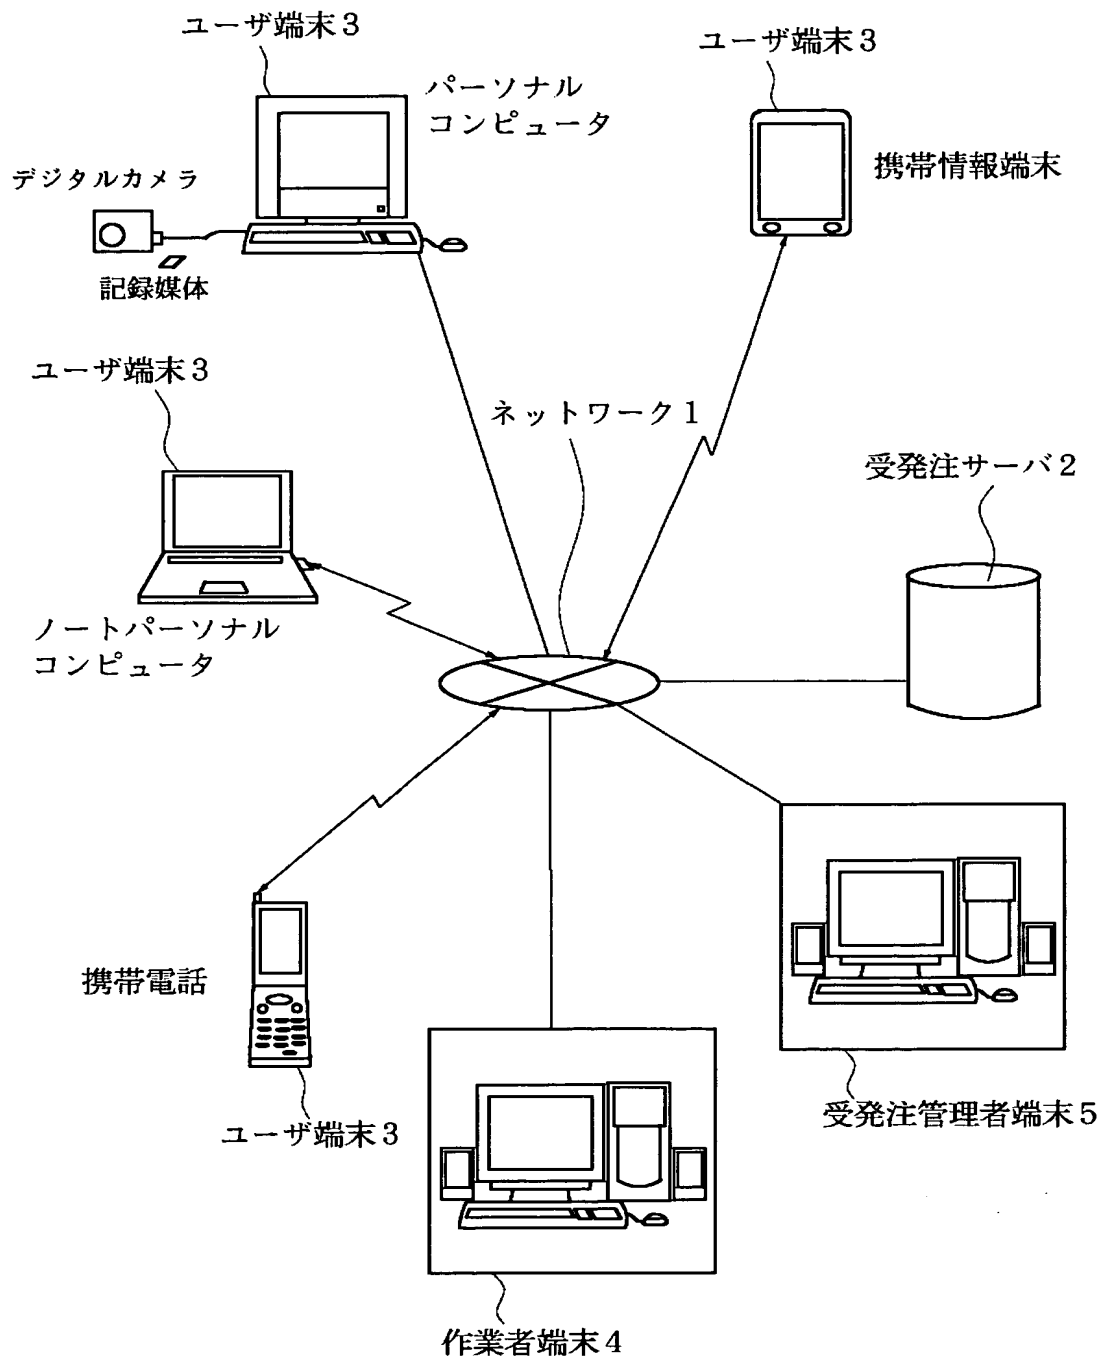 ユーザ端末3
ユーザ端末3
パーソナル
コンピュータ
デジタルカメラ
携帯情報端末
記録媒体
ユーザ端末3
ネットワーク1
受発注サーバ2
ノートパーソナル
コンピュータ
携帯電話
ユーザ端末3
受発注管理者端末5
作業者端末4